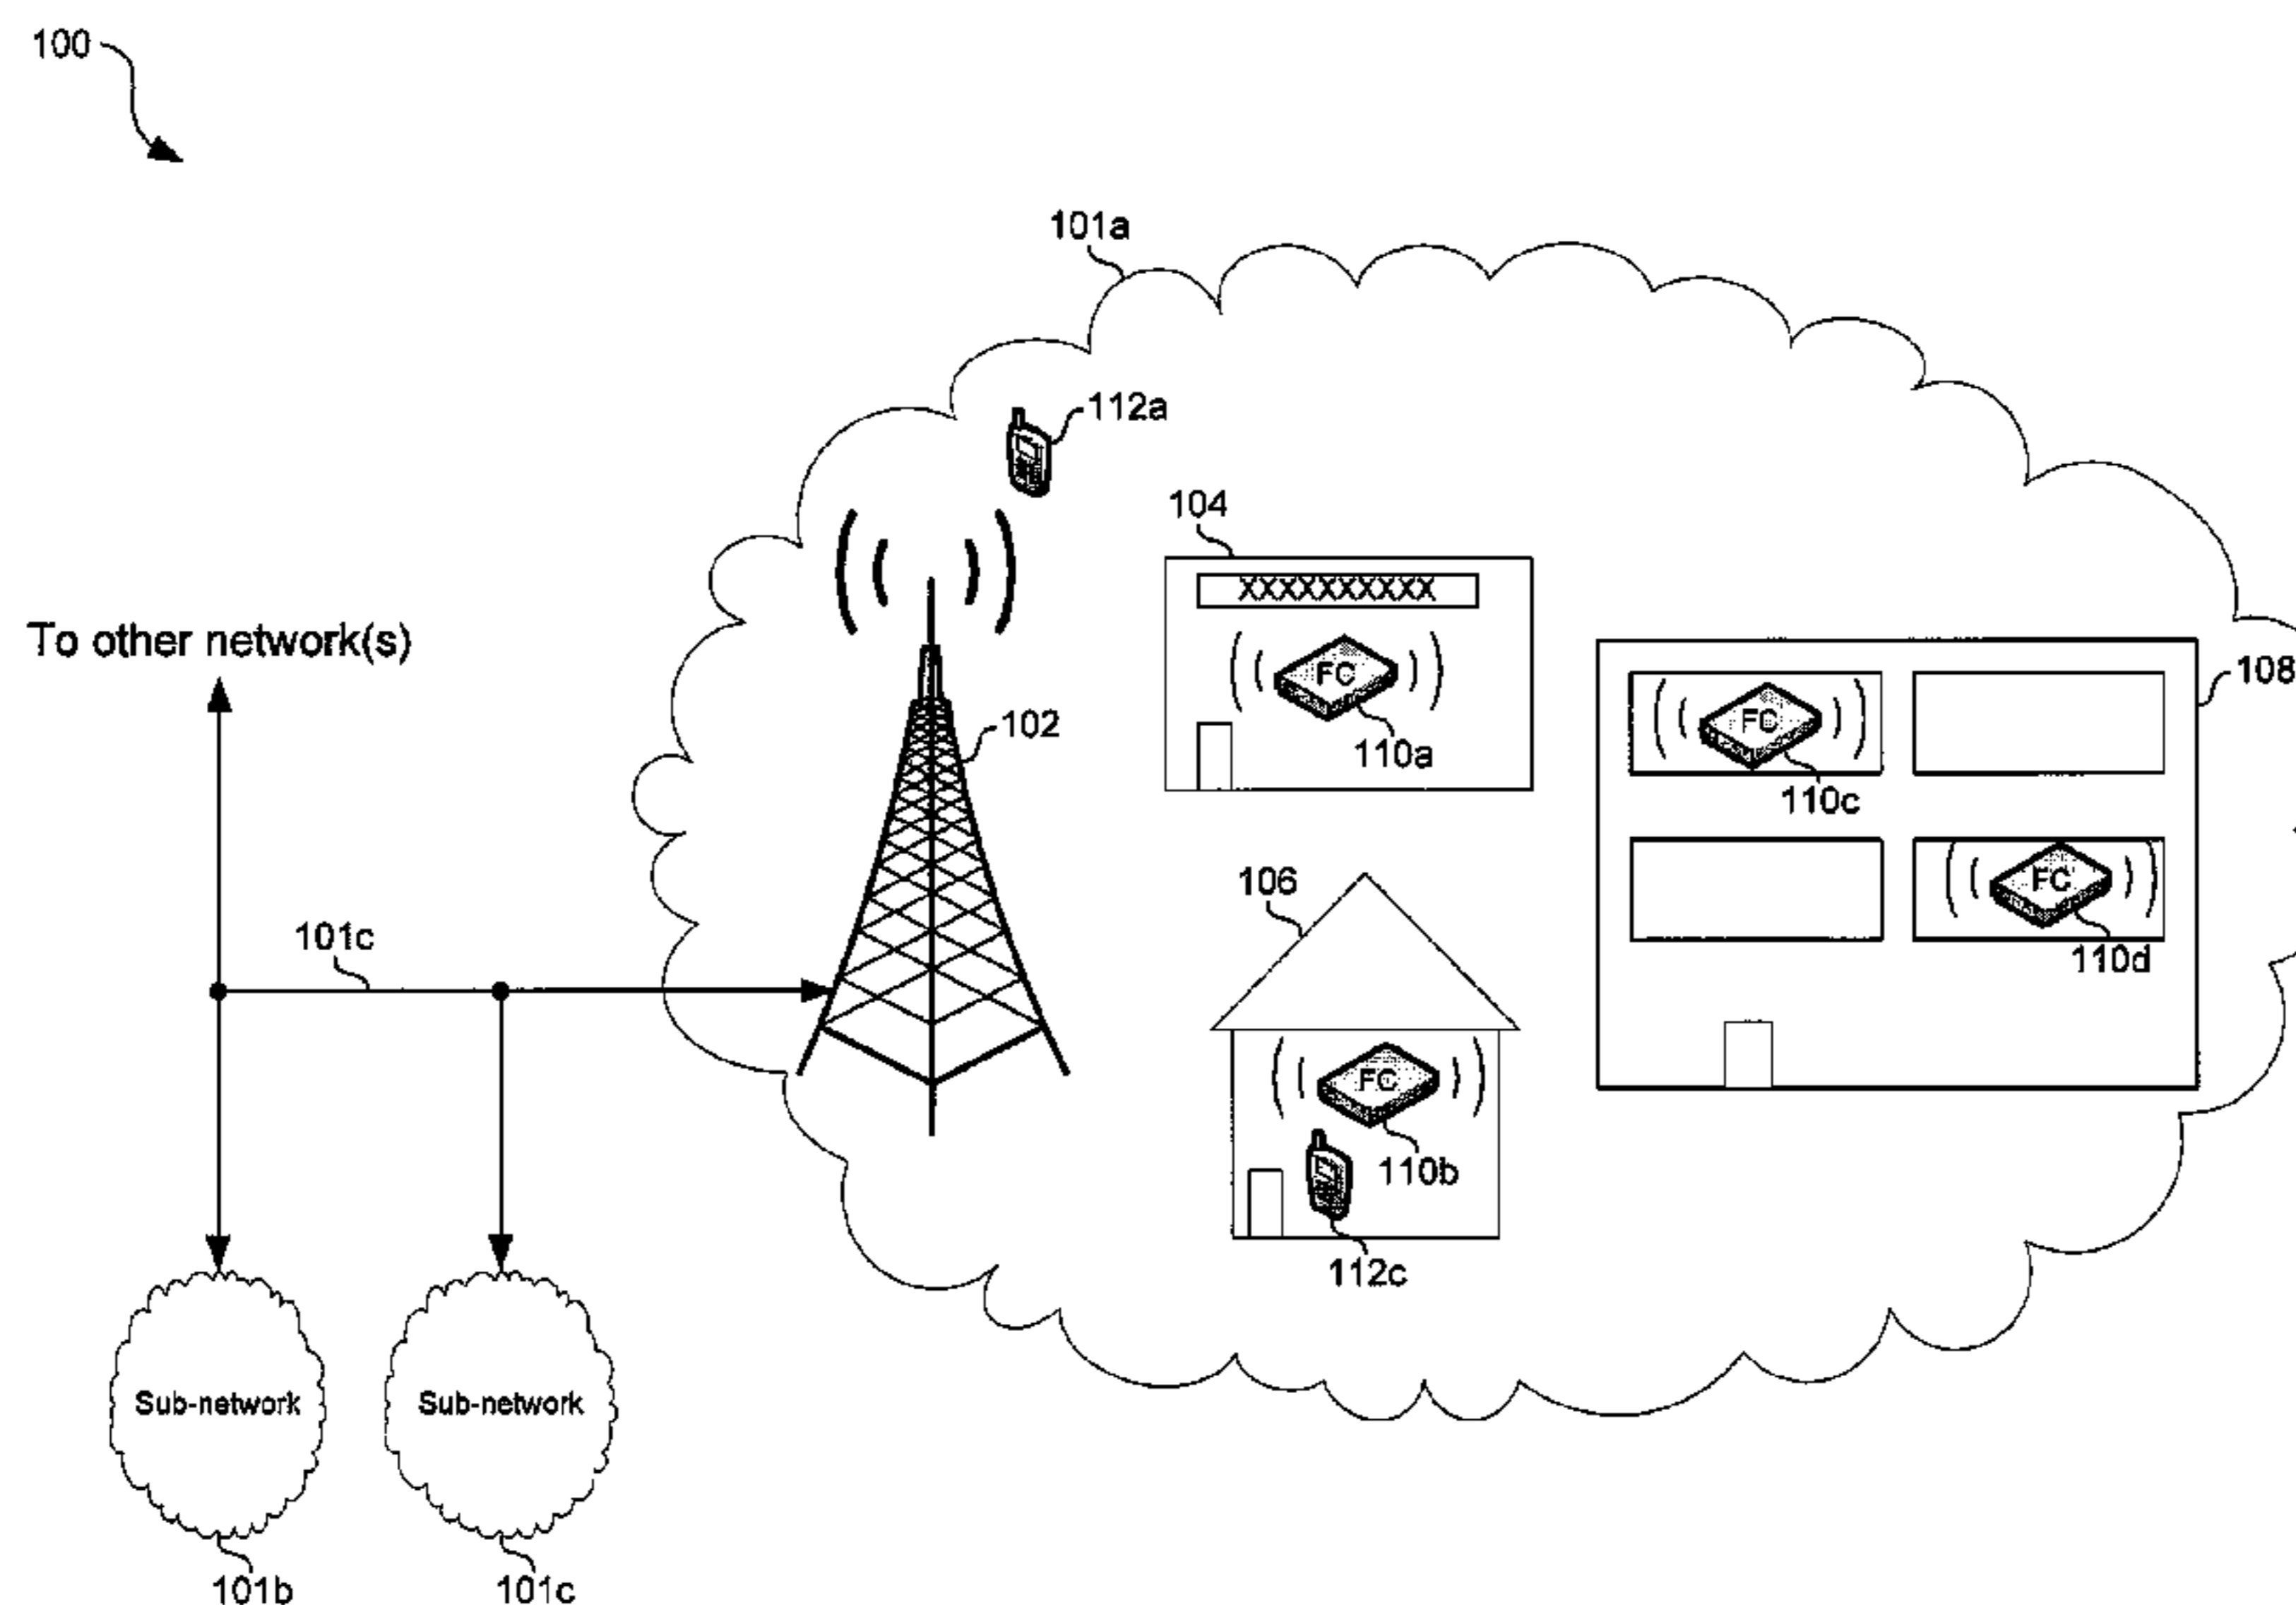 100
101a
112a
104
XXXXXXXXXX
To other network(s)
FC
108
102
FC
110a
110c
106
FC
101c
110d
FC
110b
112c
Sub-network
Sub-network
101b
101c